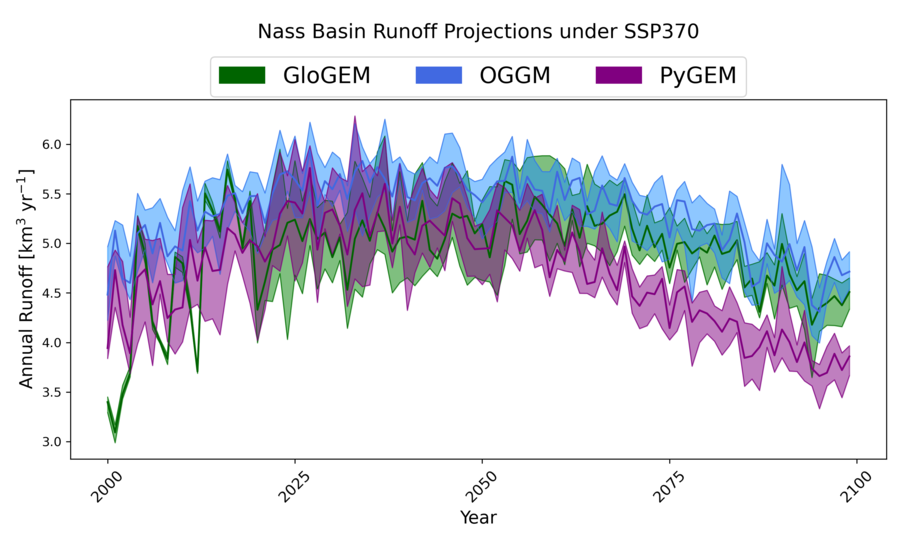 Nass Basin Runoff Projections under SSP370
GloGEM OGGM PyGEM
Annual Runoff [km³ yr⁻¹]
6.0
5.5
5.0
4.5
4.0
3.5
3.0
2000 2025 2050 2075 2100
Year